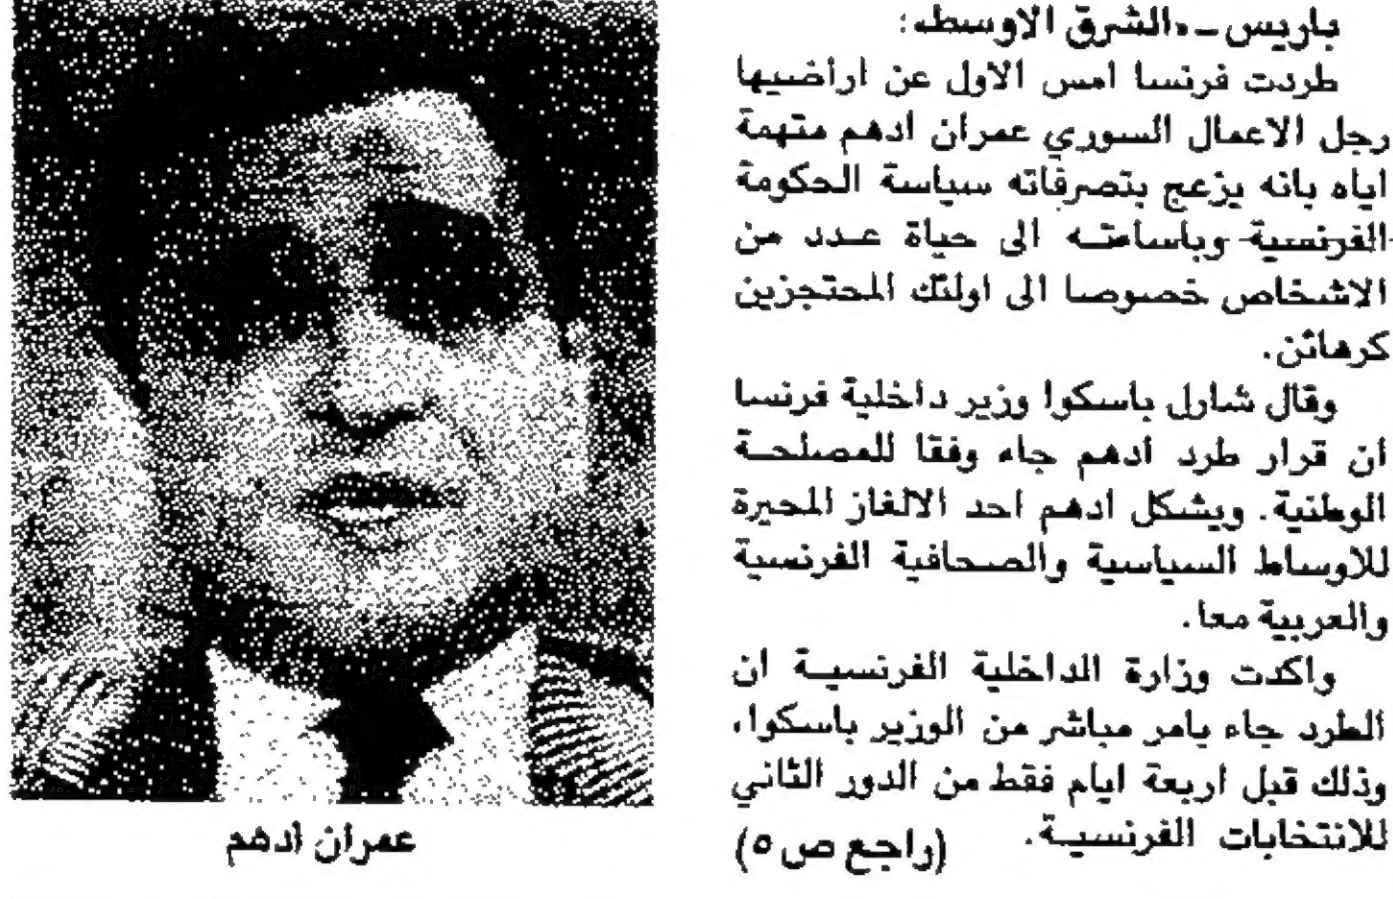 باريس ـ «الشرق الاوسط»:
طردت فرنسا امس الاول عن اراضيها
رجل الاعمال السوري عمران ادهم متهمة
اياه بانه يزعج بتصرفاته سياسة الحكومة
الفرنسية وباساءته الى حياة عدد من
الاشخاص خصوصا الى اولئك المحتجزين
كرهائن.
وقال شارل باسكوا وزير داخلية فرنسا
ان قرار طرد ادهم جاء وفقا للمصلحة
الوطنية. ويشكل ادهم احد الالغاز المحيرة
للاوساط السياسية والصحافية الفرنسية
والعربية معا.
واكدت وزارة الداخلية الفرنسية ان
الطرد جاء بامر مباشر من الوزير باسكوا،
وذلك قبل اربعة ايام فقط من الدور الثاني
للانتخابات الفرنسية. (راجع ص ٥)
عمران ادهم